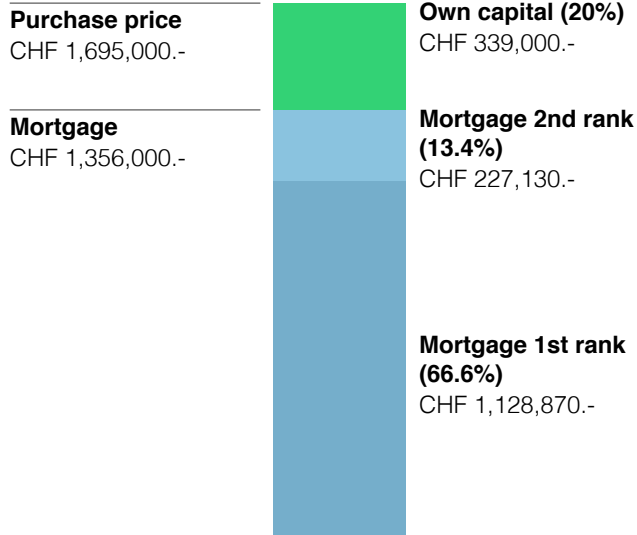 Purchase price
CHF 1,695,000.-
Mortgage
CHF 1,356,000.-
Own capital (20%)
CHF 339,000.-
Mortgage 2nd rank
(13.4%)
CHF 227,130.-
Mortgage 1st rank
(66.6%)
CHF 1,128,870.-